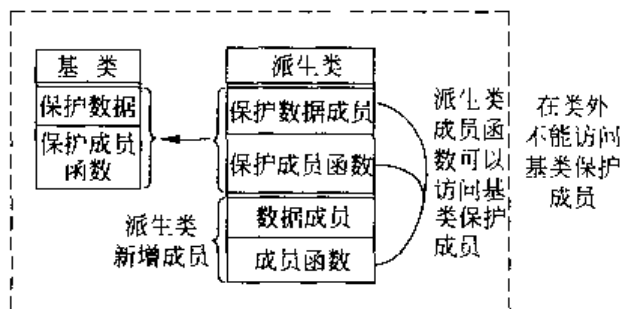 基 类
保护数据
保护成员
函数
派生类
保护数据成员
保护成员函数
数据成员
成员函数
派生类
新增成员
派生类
成员函
数可以
访问基
类保护
成员
在类外
不能访问
基类保护
成员